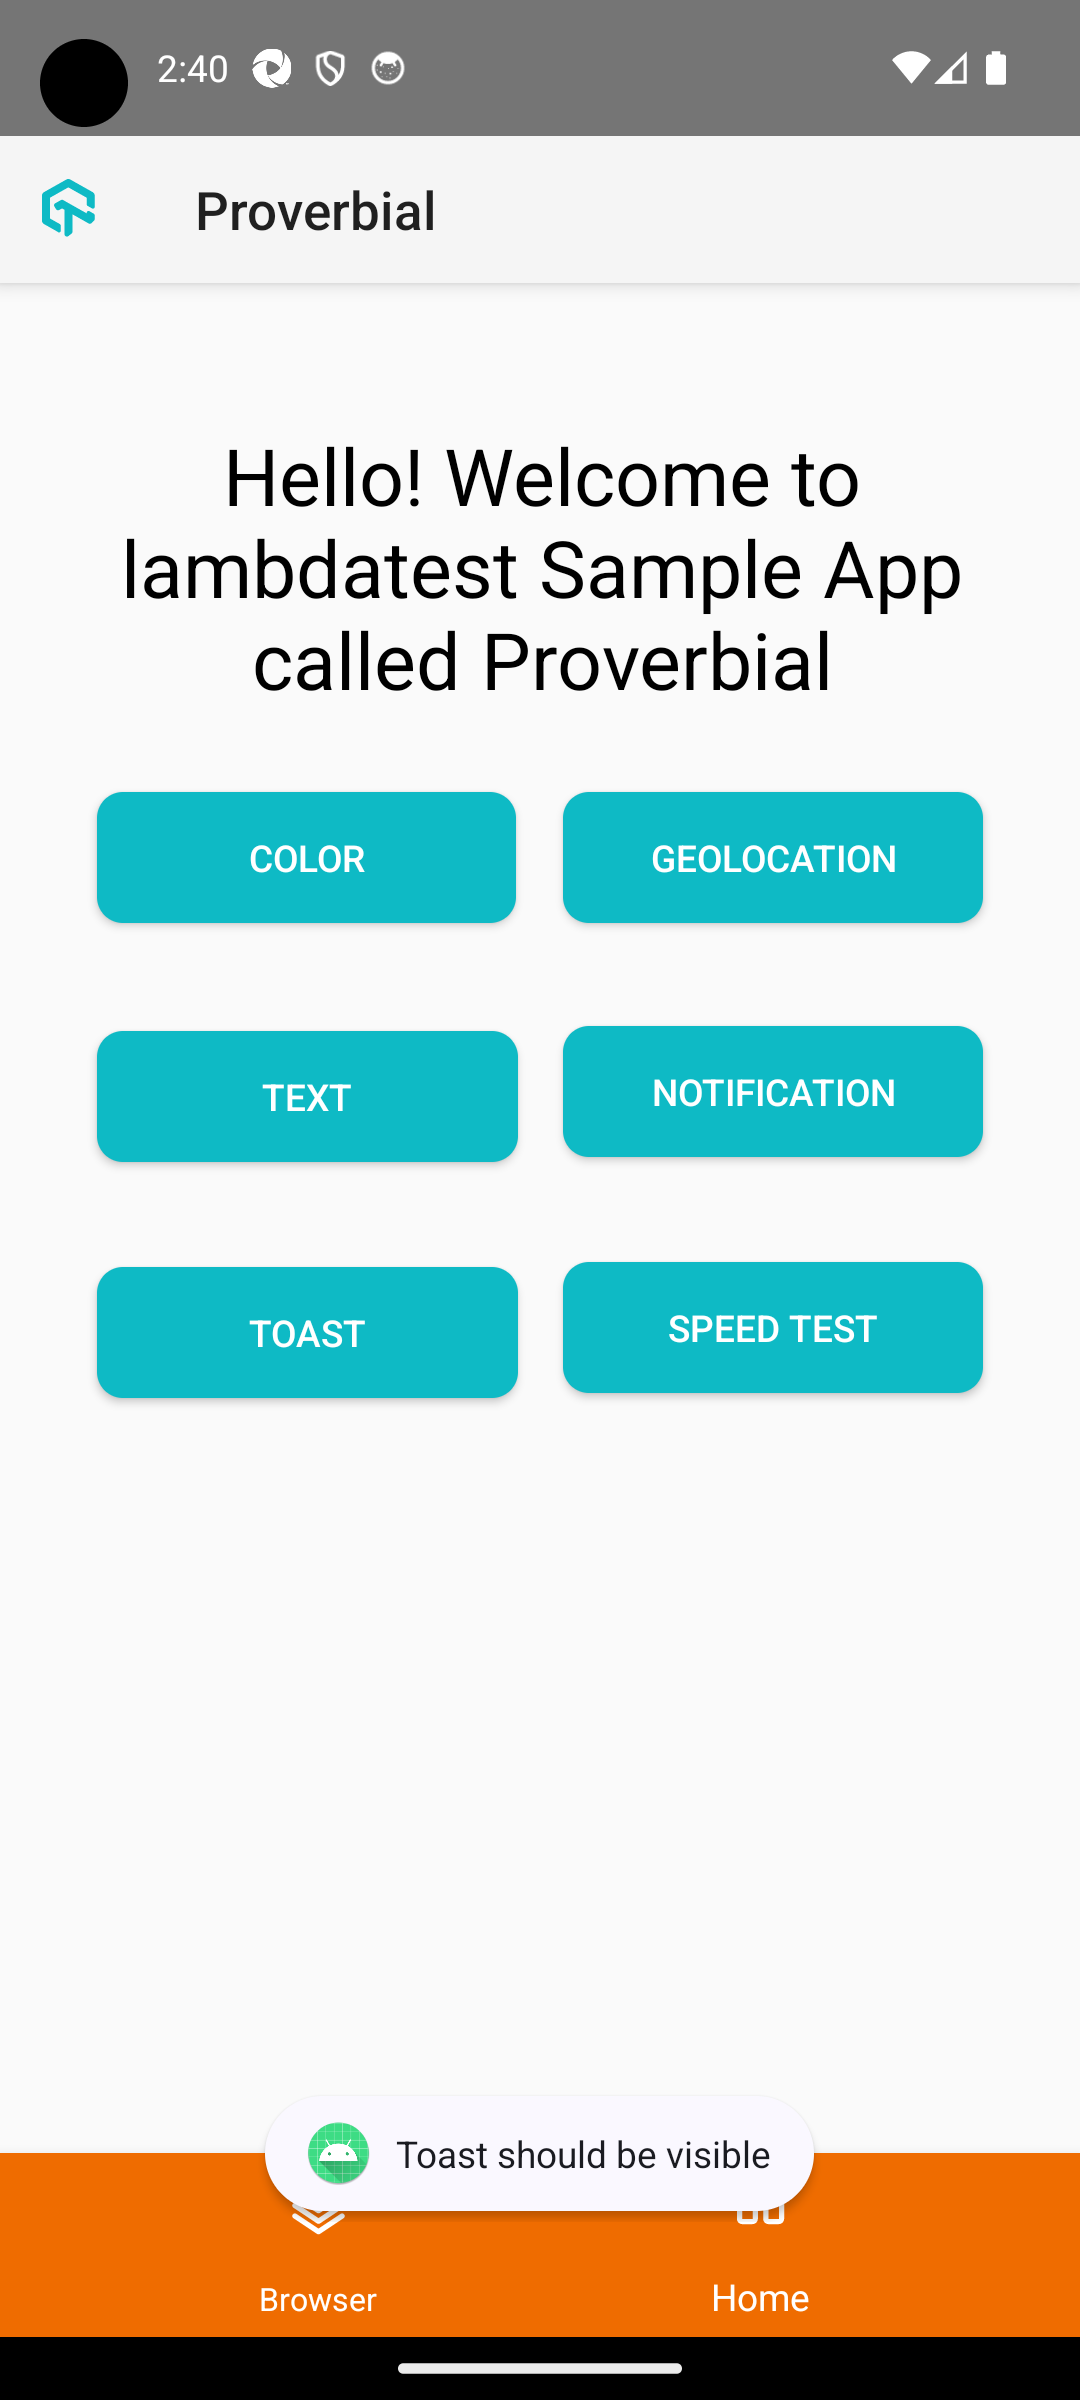 2:40
Proverbial
Hello! Welcome to
lambdatest Sample App
called Proverbial
COLOR
GEOLOCATION
TEXT
NOTIFICATION
TOAST
SPEED TEST
Toast should be visible
Browser
Home